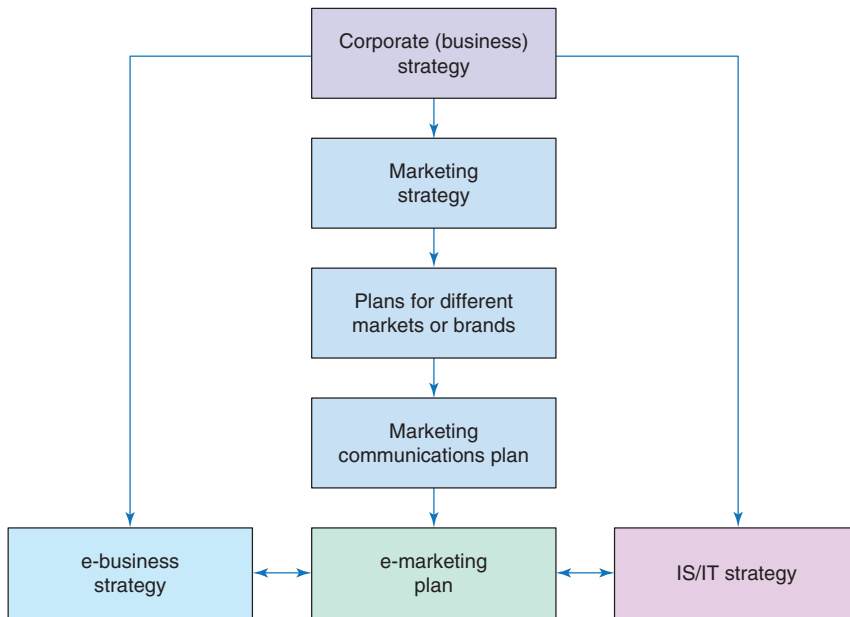 Corporate (business)
strategy
Marketing
strategy
Plans for different
markets or brands
Marketing
communications plan
e-business
strategy
e-marketing
plan
IS/IT strategy